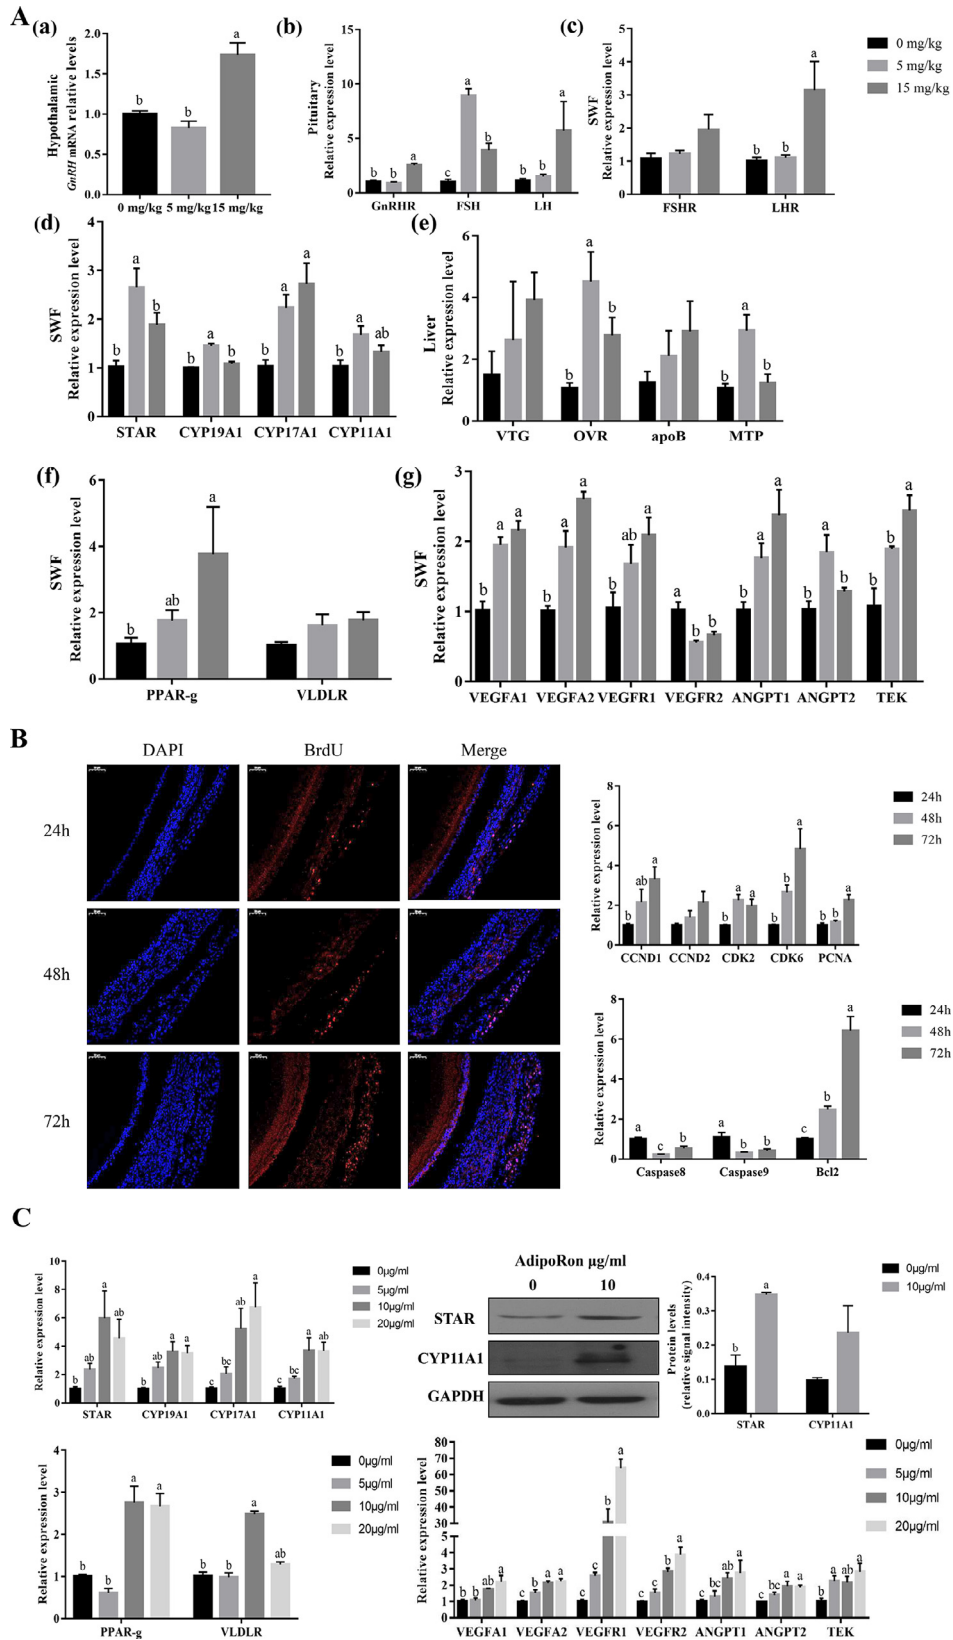 A
(a)
Hypothalamic
GnRH mRNA relative levels
2.0
1.5
1.0
0.5
0.0
b
b
a
0 mg/kg 5 mg/kg 15 mg/kg
(b)
Pituitary
Relative expression level
15
10
5
0
b b a
c a b
b b a
GnRHR FSH LH
(c)
SWF
Relative expression level
5
4
3
2
1
0
b b a
FSHR LHR
0 mg/kg
5 mg/kg
15 mg/kg
(d)
SWF
Relative expression level
4
3
2
1
0
b a b
b a b
b a a
b a ab
STAR CYP19A1 CYP17A1 CYP11A1
(e)
Liver
Relative expression level
6
4
2
0
b a b
b a b
VTG OVR apoB MTP
(f)
SWF
Relative expression level
6
4
2
0
b ab a
PPAR-g VLDLR
(g)
SWF
Relative expression level
3
2
1
0
b a a
b a a
b ab a
a b b
b a a
b a b
b b a
VEGFA1 VEGFA2 VEGFR1 VEGFR2 ANGPT1 ANGPT2 TEK
B
DAPI BrdU Merge
24h
48h
72h
Relative expression level
8
6
4
2
0
b ab a
b a a
b b a
b b a
CCND1 CCND2 CDK2 CDK6 PCNA
24h
48h
72h
Relative expression level
8
6
4
2
0
a c b
a b b
c b a
Caspase8 Caspase9 Bcl2
24h
48h
72h
C
Relative expression level
10
8
6
4
2
0
b ab a ab
b ab a ab
c bc ab a
c bc a ab
STAR CYP19A1 CYP17A1 CYP11A1
0µg/ml
5µg/ml
10µg/ml
20µg/ml
AdipoRon µg/ml
0 10
STAR
CYP11A1
GAPDH
Protein levels
(relative signal intensity)
0.4
0.3
0.2
0.1
0.0
b a
STAR CYP11A1
0µg/ml
10µg/ml
Relative expression level
4
3
2
1
0
b b a a
b b a ab
PPAR-g VLDLR
0µg/ml
5µg/ml
10µg/ml
20µg/ml
Relative expression level
80
70
60
50
40
30
5
4
3
2
1
0
b b ab a
c b a a
c c b a
c c b a
c bc ab a
c bc a a
b a ab a
VEGFA1 VEGFA2 VEGFR1 VEGFR2 ANGPT1 ANGPT2 TEK
0µg/ml
5µg/ml
10µg/ml
20µg/ml